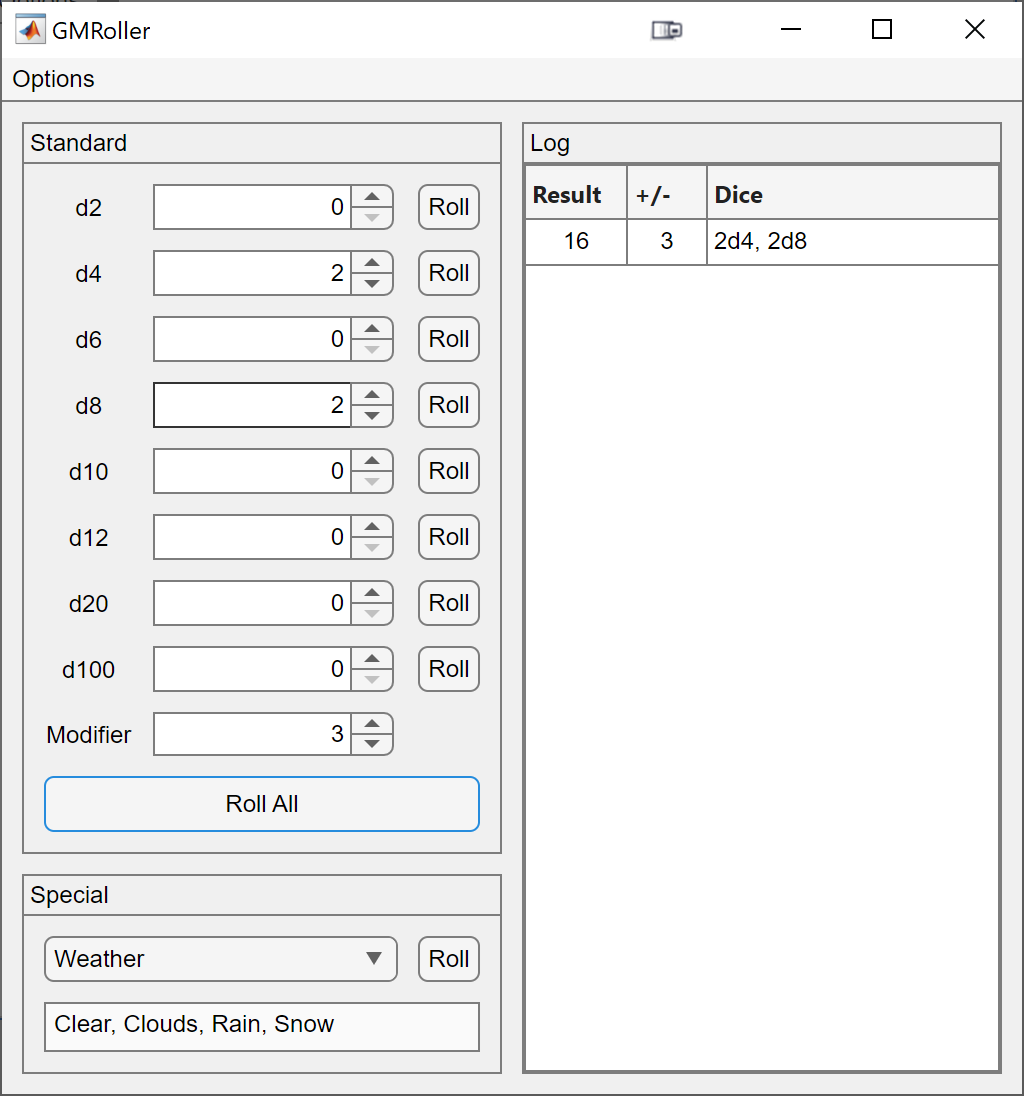 GMRoller
Options
Standard
d2 0 Roll
d4 2 Roll
d6 0 Roll
d8 2 Roll
d10 0 Roll
d12 0 Roll
d20 0 Roll
d100 0 Roll
Modifier 3
Roll All
Special
Weather Roll
Clear, Clouds, Rain, Snow
Log
Result +/- Dice
16 3 2d4, 2d8